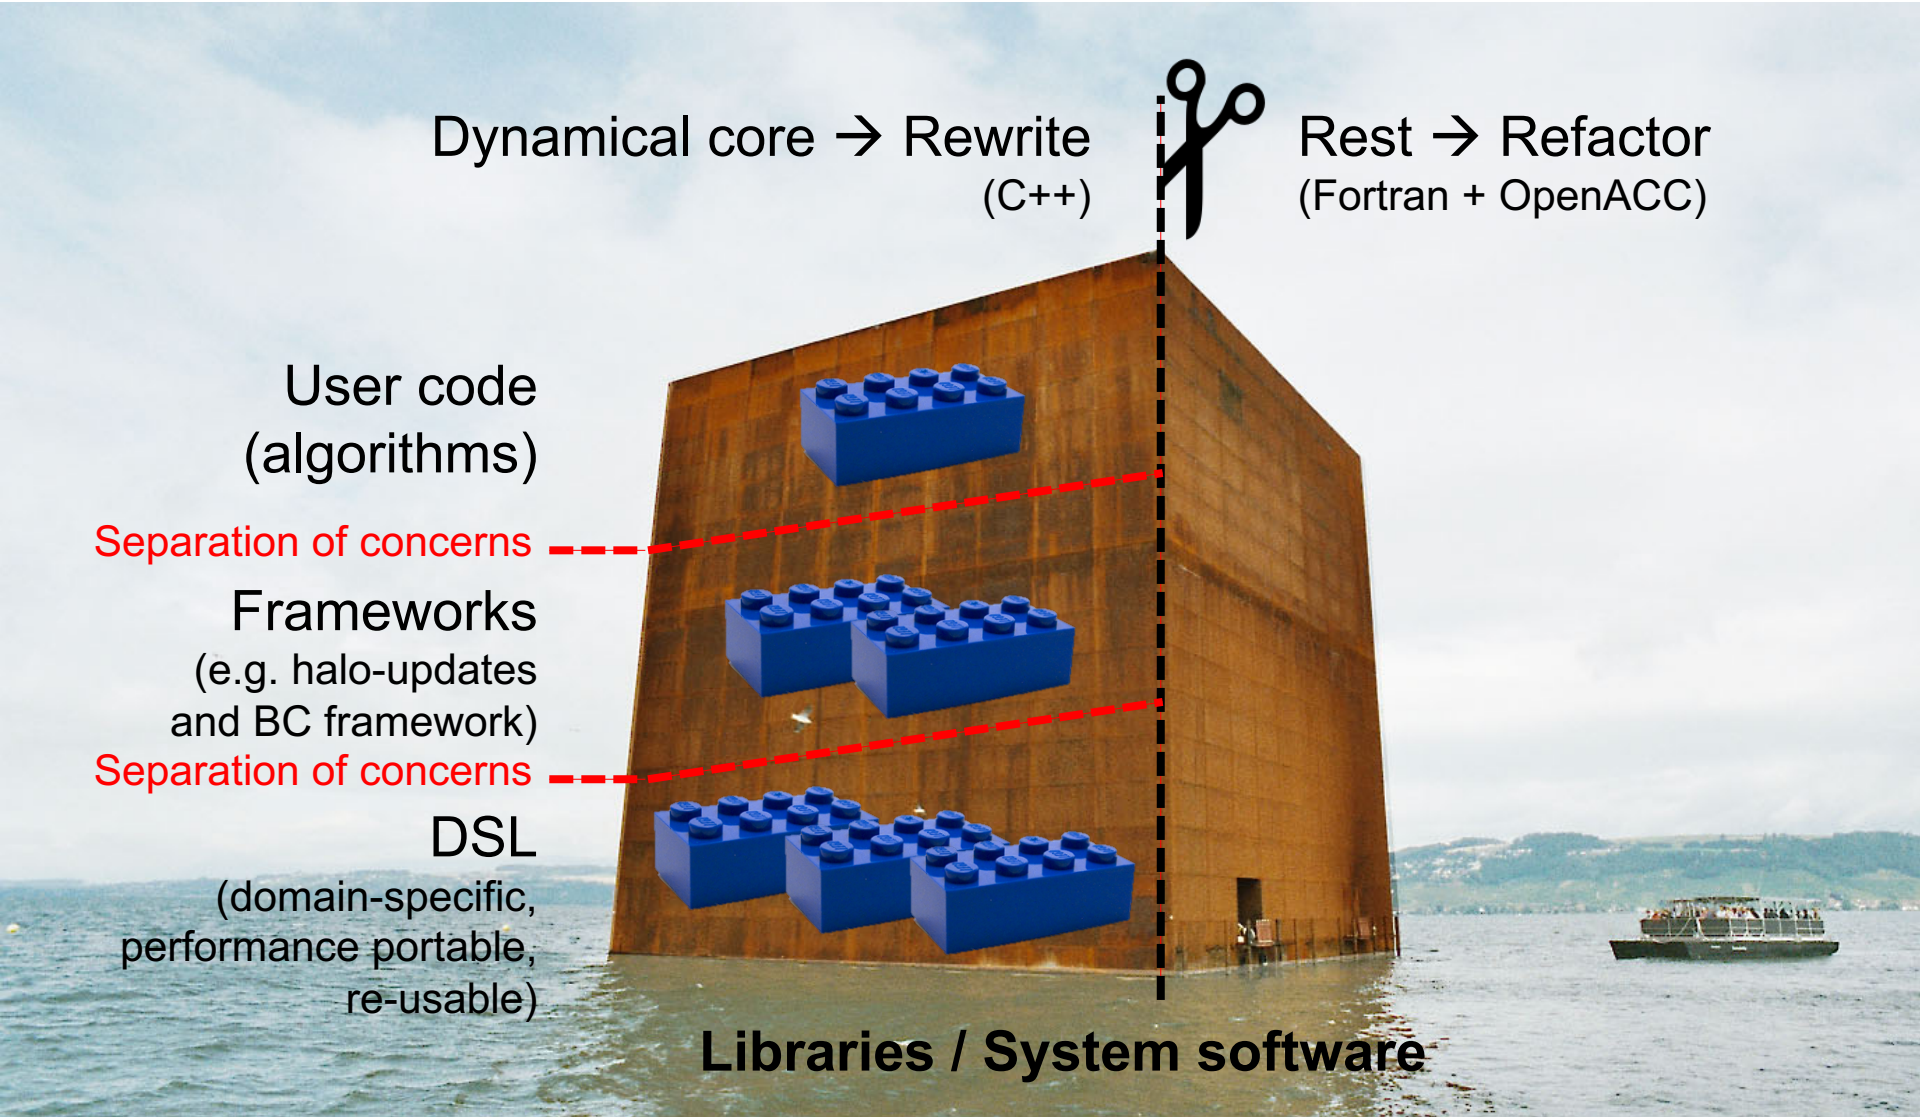 Dynamical core → Rewrite
(C++)
Rest → Refactor
(Fortran + OpenACC)
User code
(algorithms)
Separation of concerns
Frameworks
(e.g. halo-updates
and BC framework)
Separation of concerns
DSL
(domain-specific,
performance portable,
re-usable)
Libraries / System software